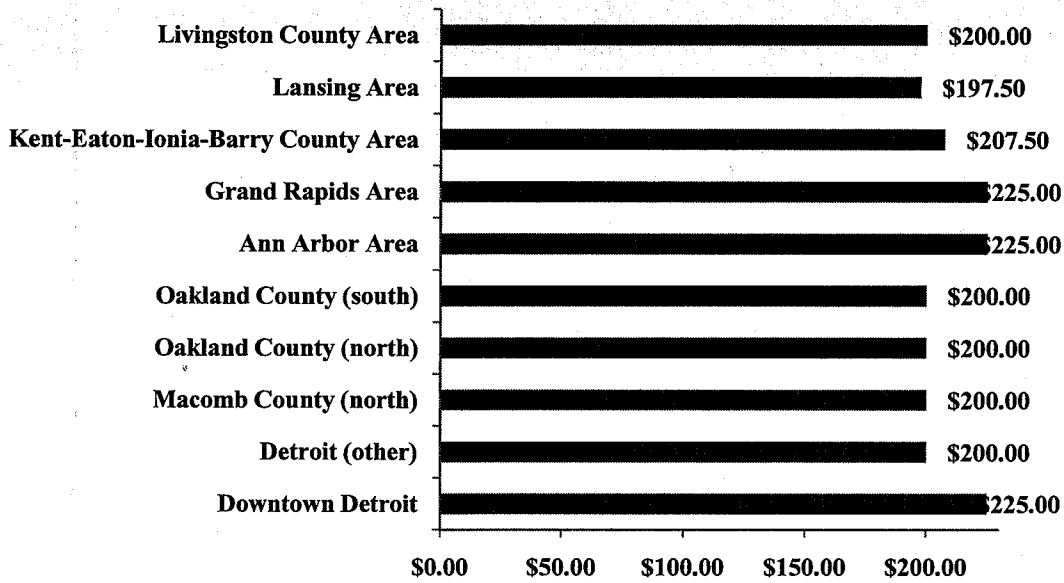 Livingston County Area $200.00
Lansing Area $197.50
Kent-Eaton-Ionia-Barry County Area $207.50
Grand Rapids Area $225.00
Ann Arbor Area $225.00
Oakland County (south) $200.00
Oakland County (north) $200.00
Macomb County (north) $200.00
Detroit (other) $200.00
Downtown Detroit $225.00
$0.00 $50.00 $100.00 $150.00 $200.00